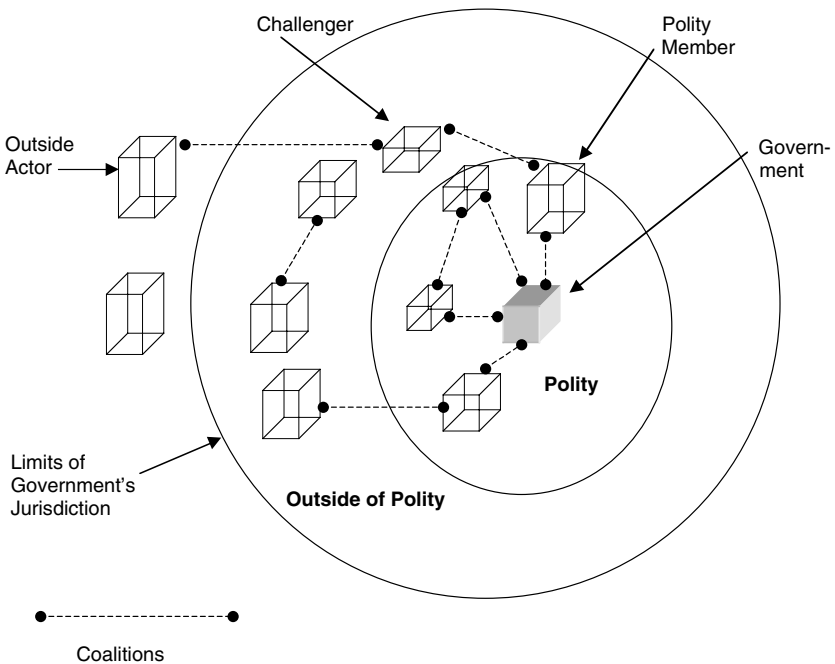 Challenger
Polity
Member
Outside
Actor
Govern-
ment
Polity
Limits of
Government's
Jurisdiction
Outside of Polity
Coalitions